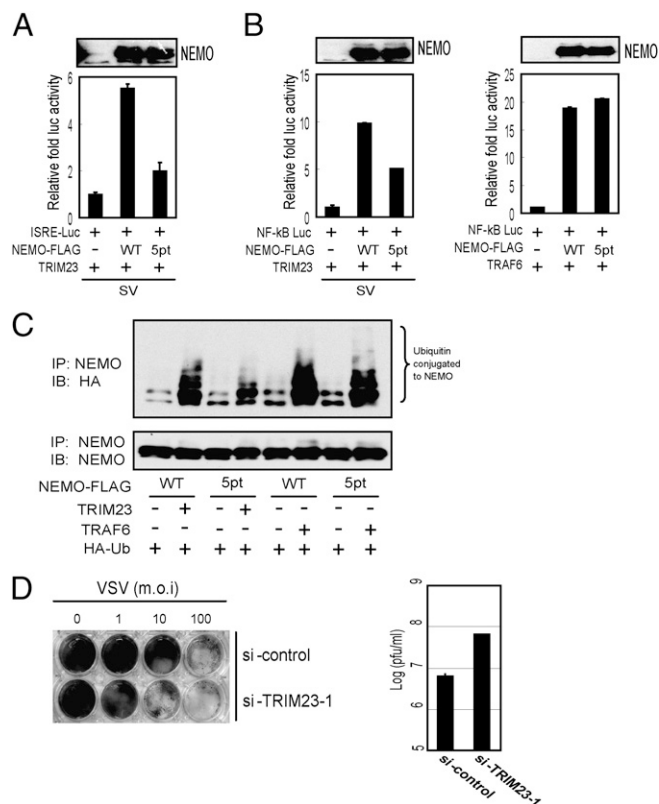 A
NEMO
Relative fold luc activity
6
4
2
0
ISRE-Luc + + +
NEMO-FLAG - WT 5pt
TRIM23 + + +
SV
B
NEMO
Relative fold luc activity
15
10
5
0
NF-kB Luc + + +
NEMO-FLAG - WT 5pt
TRIM23 + + +
SV
NEMO
Relative fold luc activity
25
20
15
10
5
0
NF-kB Luc + + +
NEMO-FLAG - WT 5pt
TRAF6 + + +
C
IP: NEMO
IB: HA
Ubiquitin
conjugated
to NEMO
IP: NEMO
IB: NEMO
NEMO-FLAG WT 5pt WT 5pt
TRIM23 - + - + - - - -
TRAF6 - - - - - + - +
HA-Ub + + + + + + + +
D
VSV (m.o.i)
0 1 10 100
si-control
si-TRIM23-1
Log (pfu/ml)
9
8
7
6
5
si-control
si-TRIM23-1